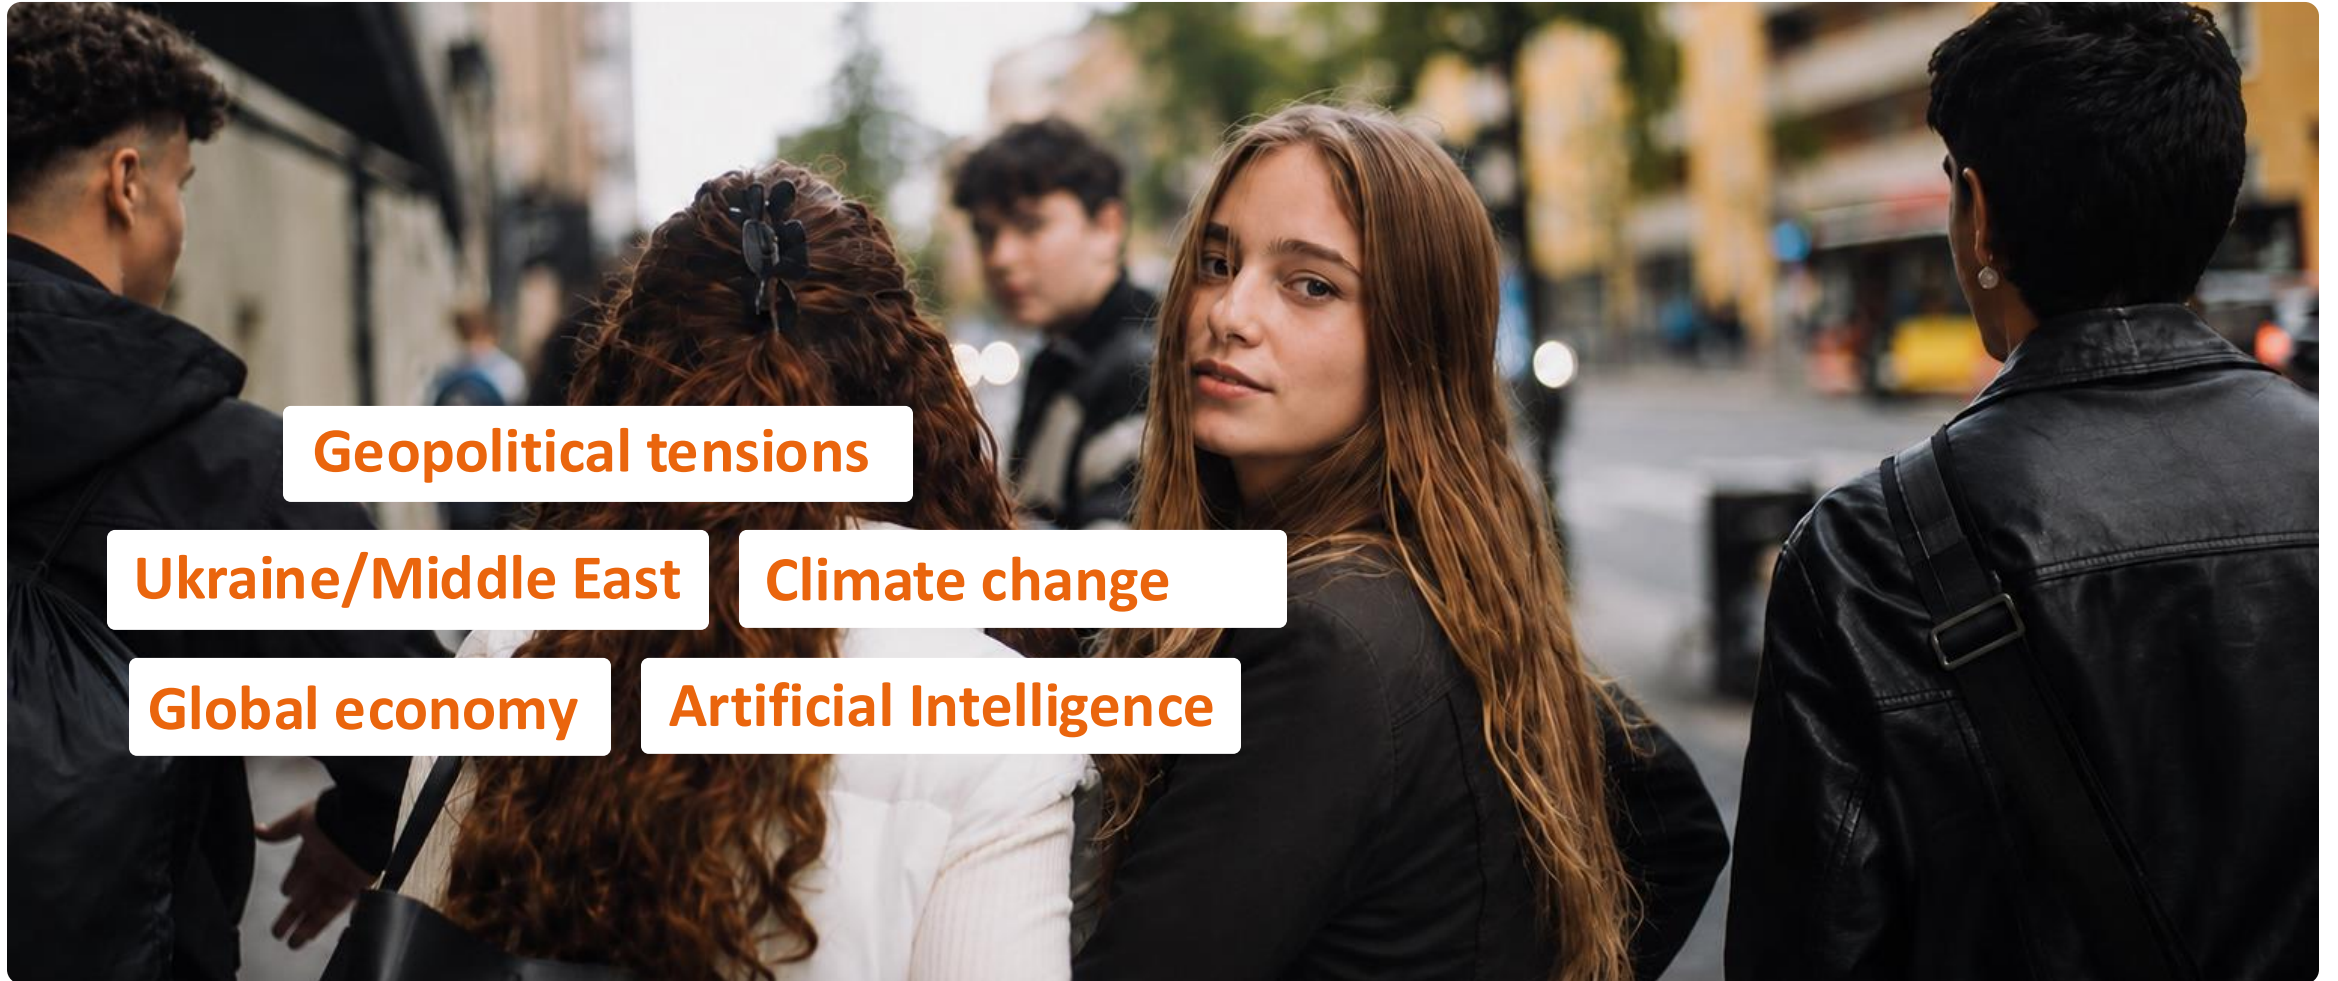 Geopolitical tensions
Ukraine/Middle East
Climate change
Global economy
Artificial Intelligence